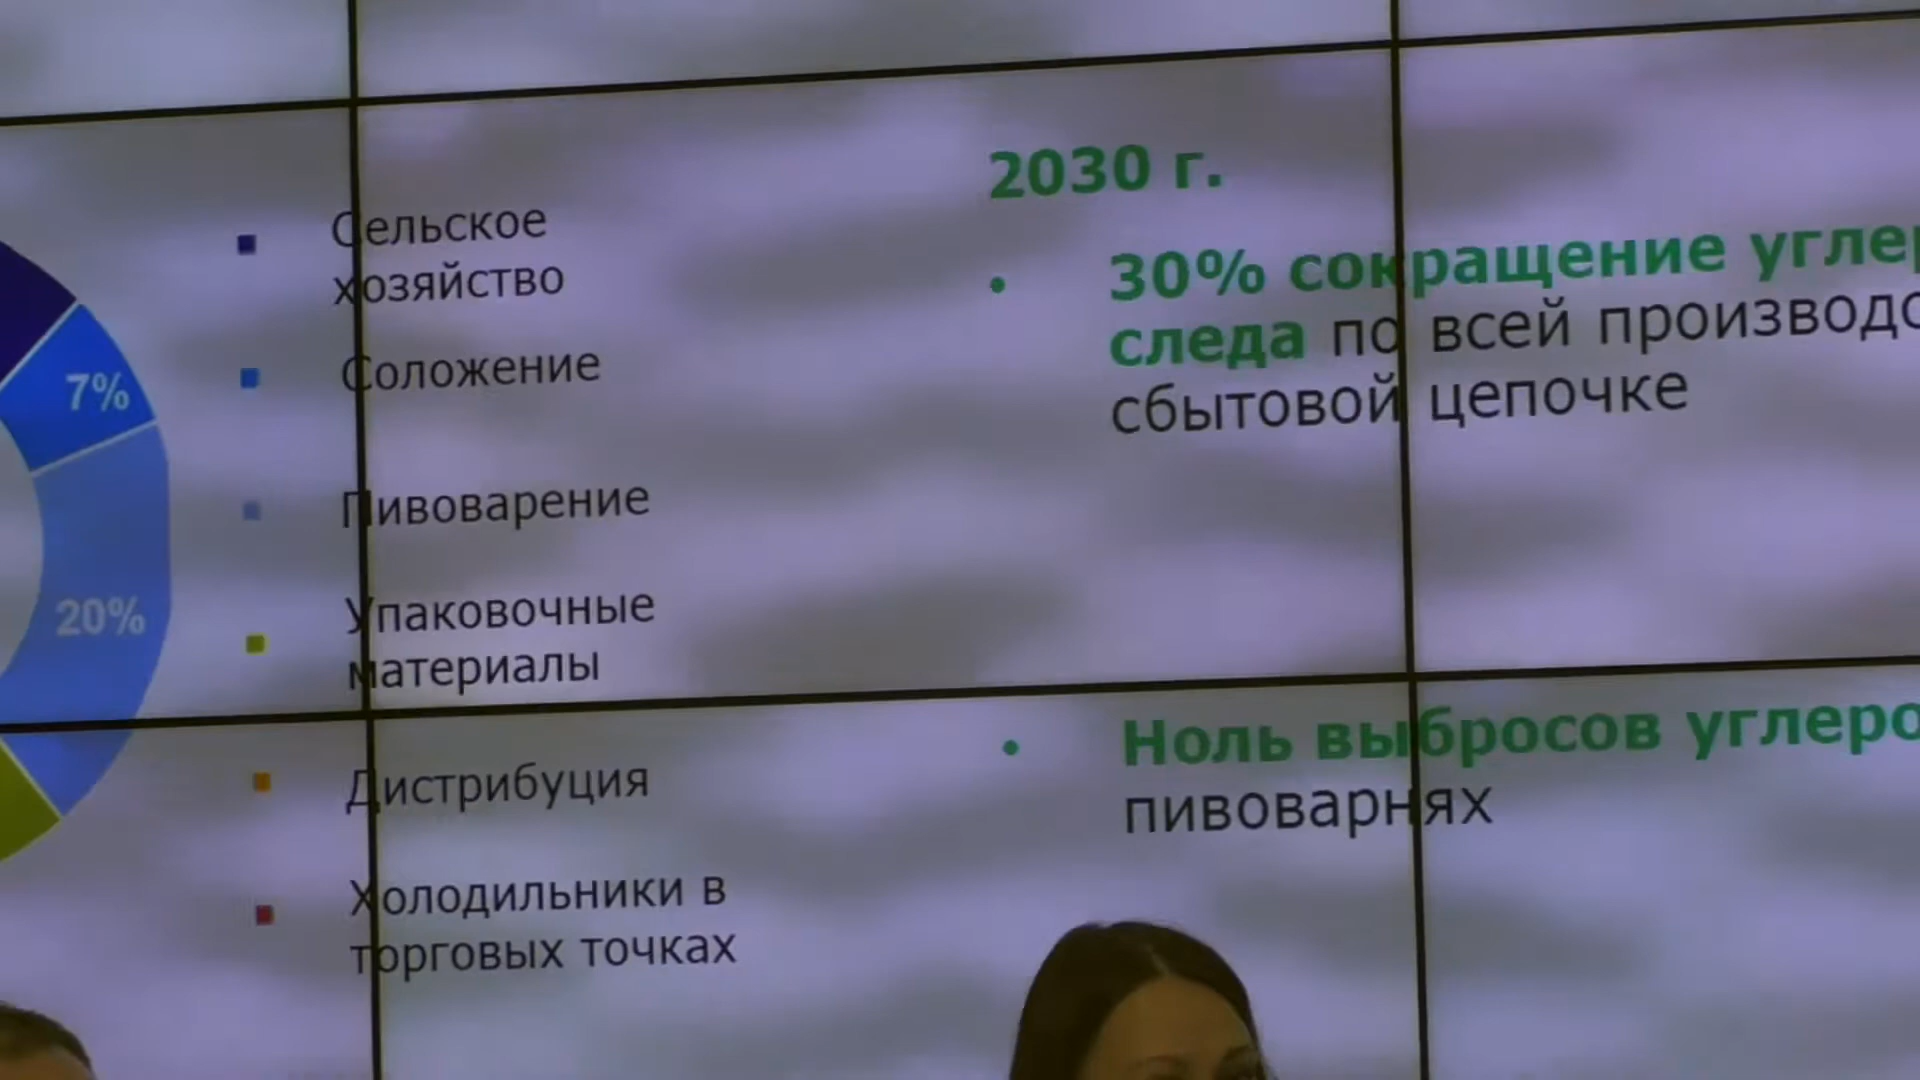 7%
20%
Сельское
хозяйство
Соложение
Пивоварение
Упаковочные
материалы
Дистрибуция
Холодильники в
торговых точках
2030 г.
• 30% сокращение углер
следа по всей производс
сбытовой цепочке
• Ноль выбросов углеро
пивоварнях